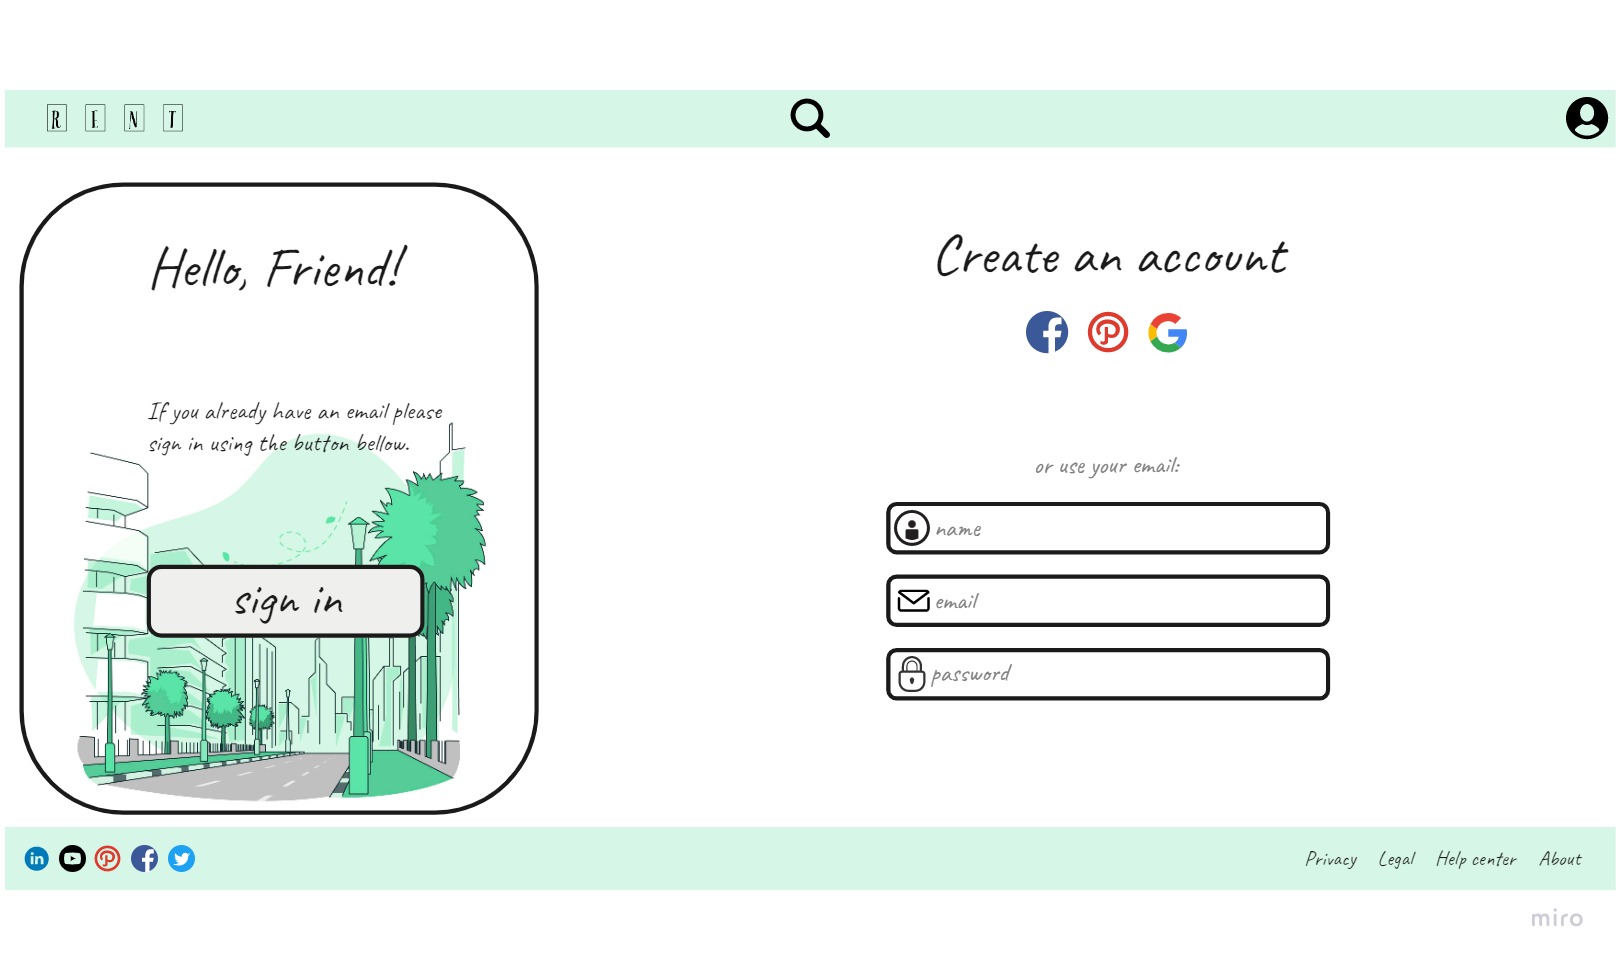 R E N T
Hello, Friend!
If you already have an email please
sign in using the button bellow.
sign in
Create an account
or use your email:
name
email
password
in
Privacy Legal Help center About
miro